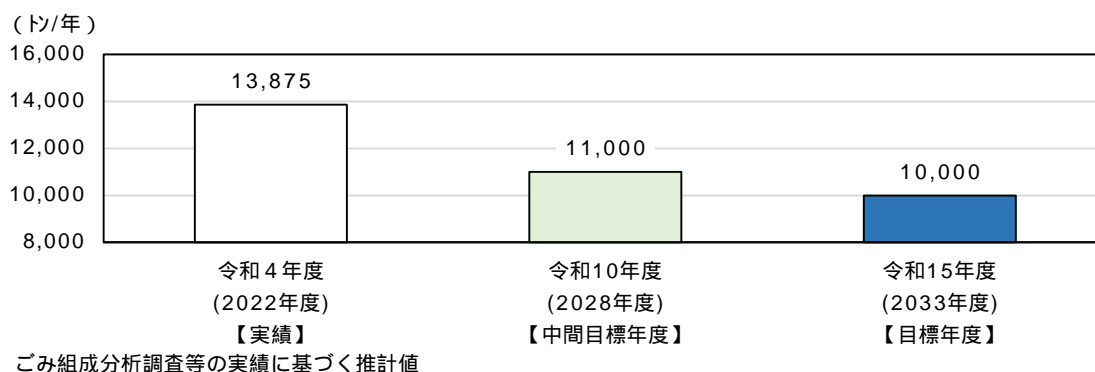 （トン/年）
16,000
13,875
14,000
12,000
11,000
10,000
10,000
8,000
令和４年度
令和10年度
令和15年度
(2022年度)
(2028年度)
(2033年度)
【実績】
【中間目標年度】
【目標年度】
ごみ組成分析調査等の実績に基づく推計値